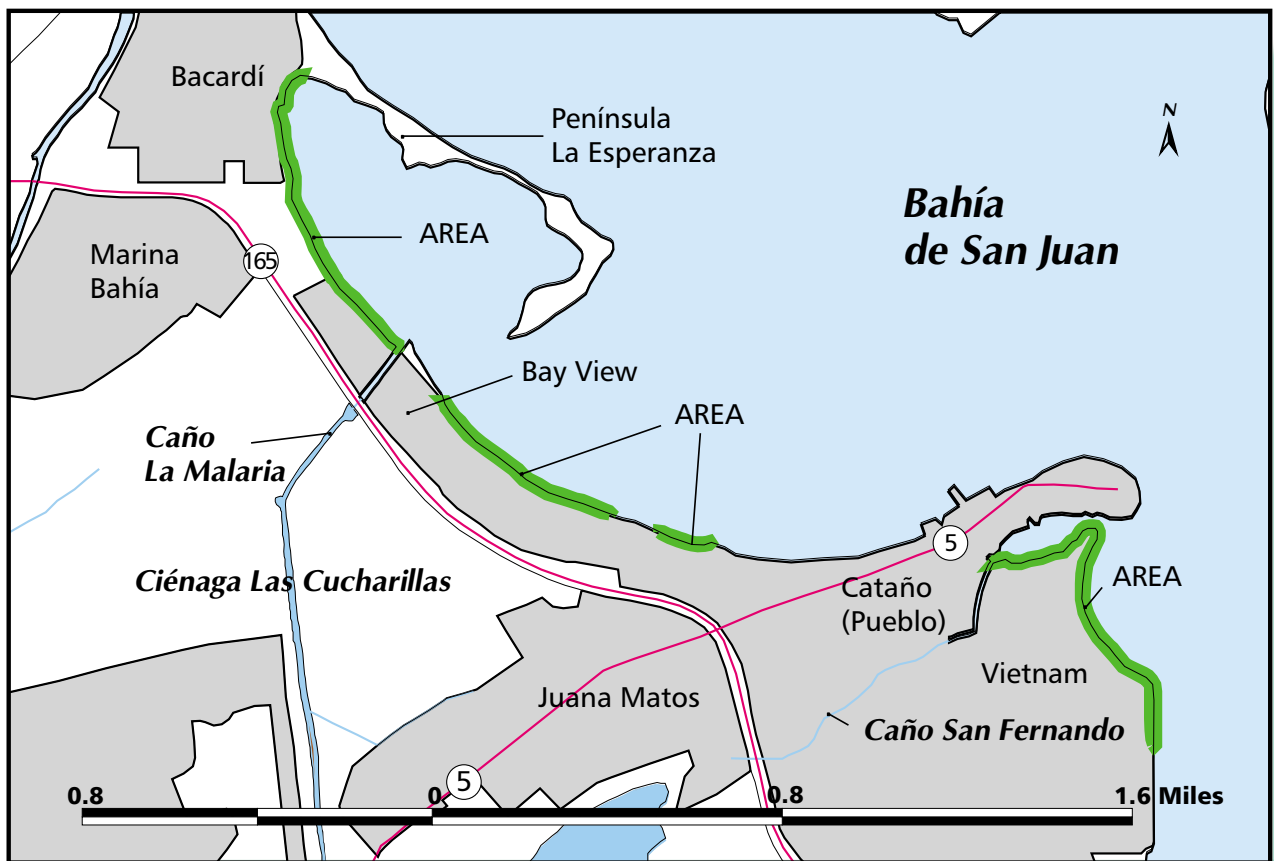 Bacardí
Península
La Esperanza
N
Bahía
de San Juan
AREA
Marina
Bahía
165
Bay View
AREA
Caño
La Malaria
5
Ciénaga Las Cucharillas
AREA
Cataño
(Pueblo)
Vietnam
Juana Matos
Caño San Fernando
5
0.8
0
0.8
1.6 Miles